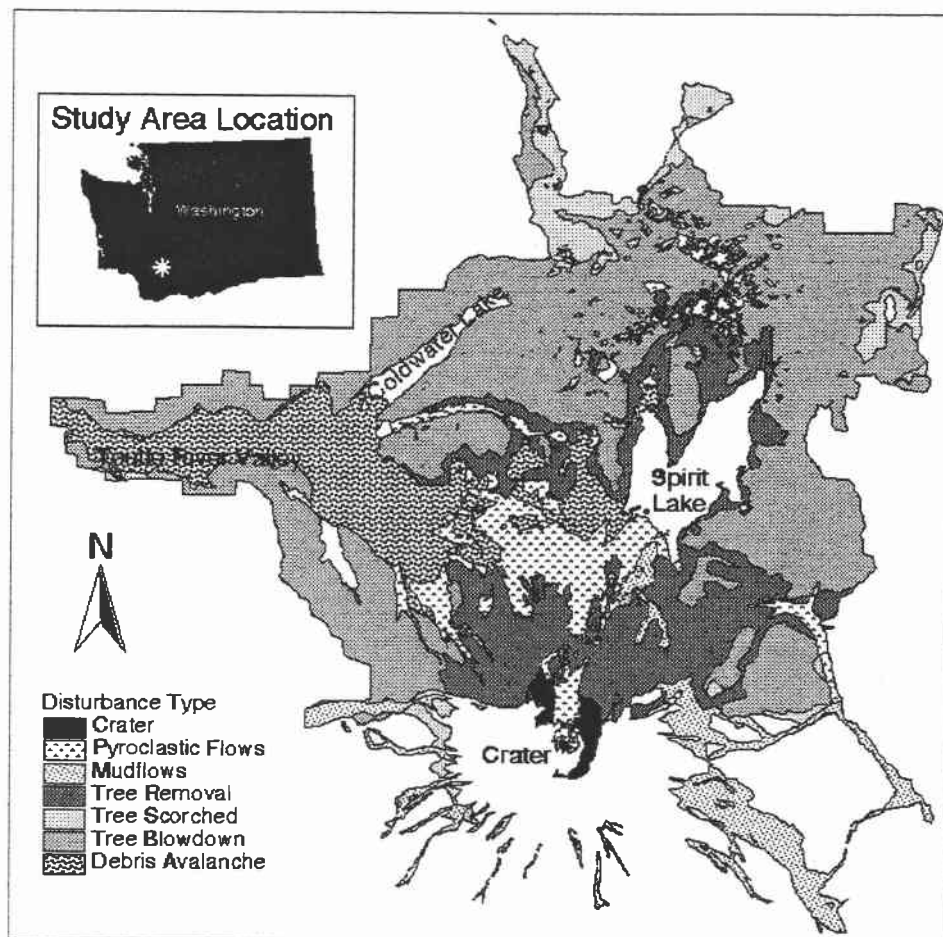 Study Area Location
Washington
Coldwater Lake
Toutle River Valley
Spirit
Lake
N
Crater
Disturbance Type
Crater
Pyroclastic Flows
Mudflows
Tree Removal
Tree Scorched
Tree Blowdown
Debris Avalanche